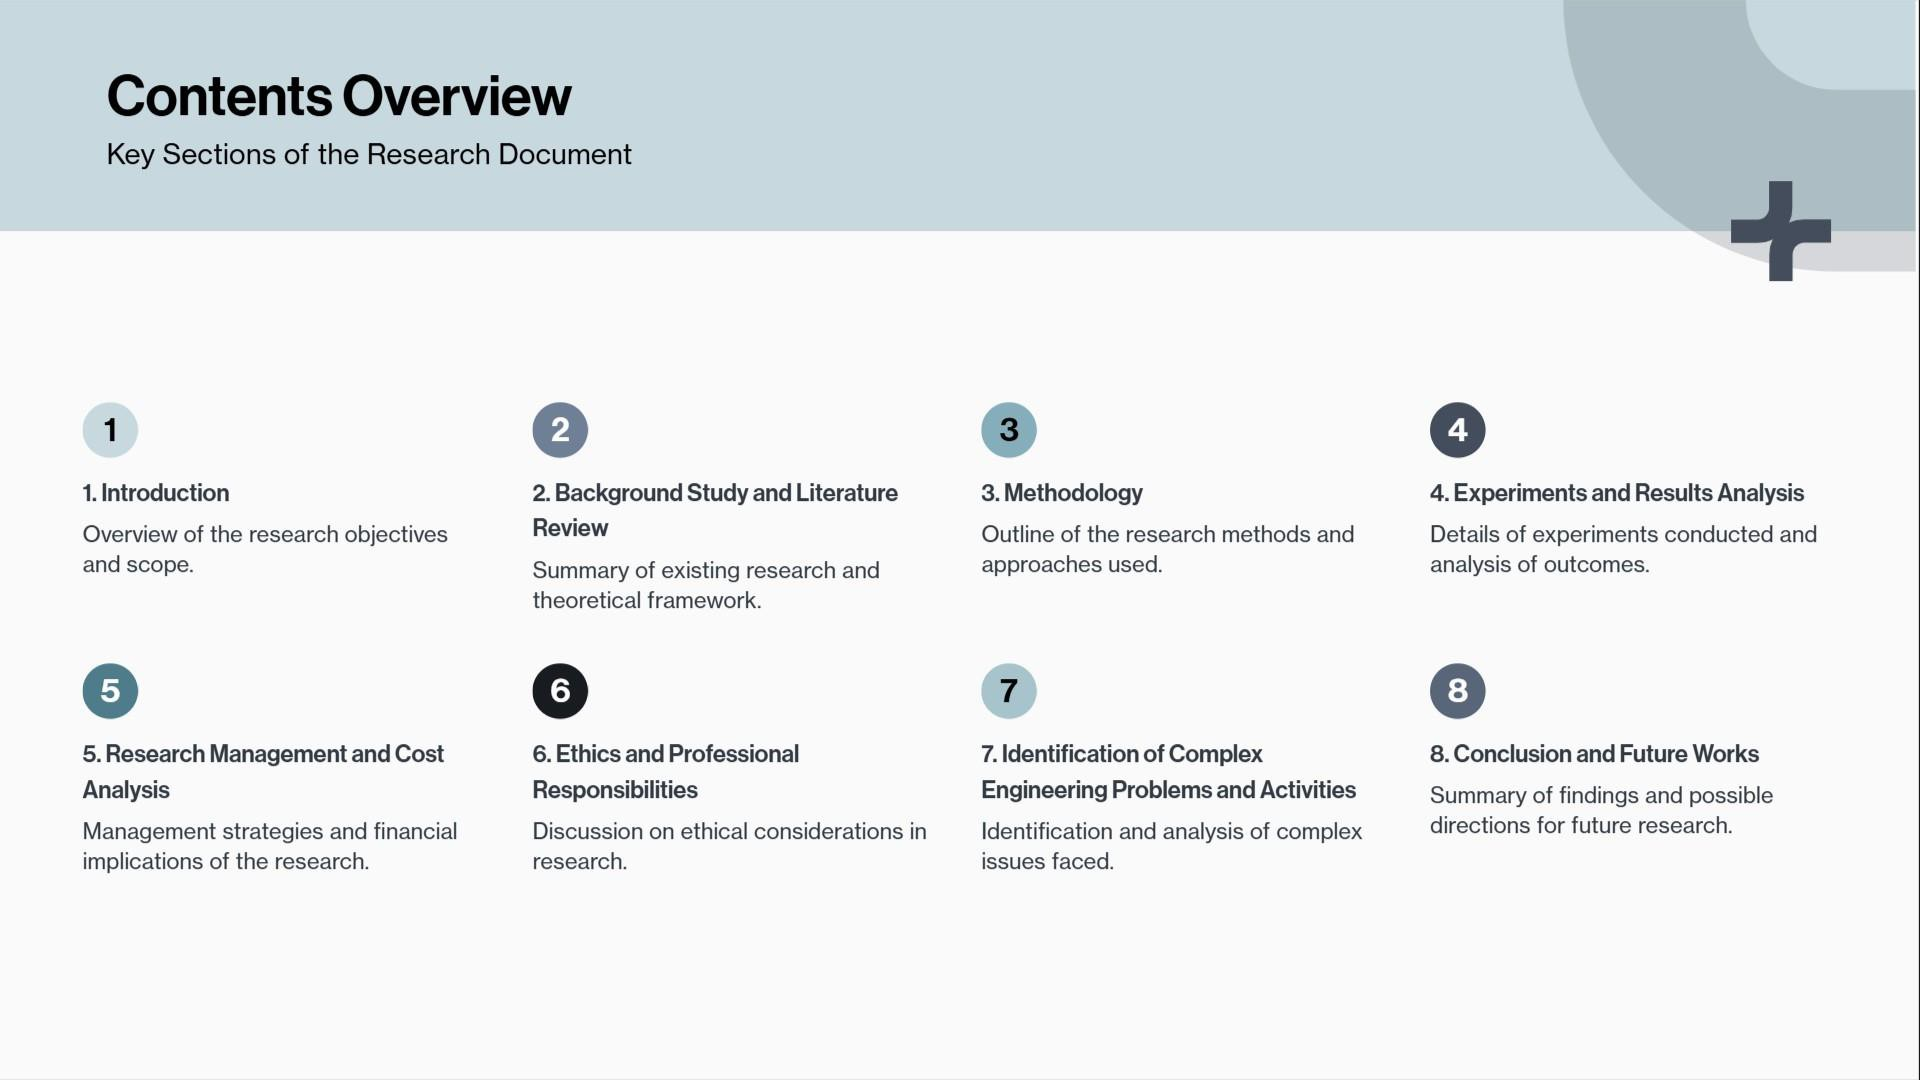 Contents Overview
Key Sections of the Research Document
1
1. Introduction
Overview of the research objectives
and scope.
2
2. Background Study and Literature
Review
Summary of existing research and
theoretical framework.
3
3. Methodology
Outline of the research methods and
approaches used.
4
4. Experiments and Results Analysis
Details of experiments conducted and
analysis of outcomes.
5
5. Research Management and Cost
Analysis
Management strategies and financial
implications of the research.
6
6. Ethics and Professional
Responsibilities
Discussion on ethical considerations in
research.
7
7. Identification of Complex
Engineering Problems and Activities
Identification and analysis of complex
issues faced.
8
8. Conclusion and Future Works
Summary of findings and possible
directions for future research.